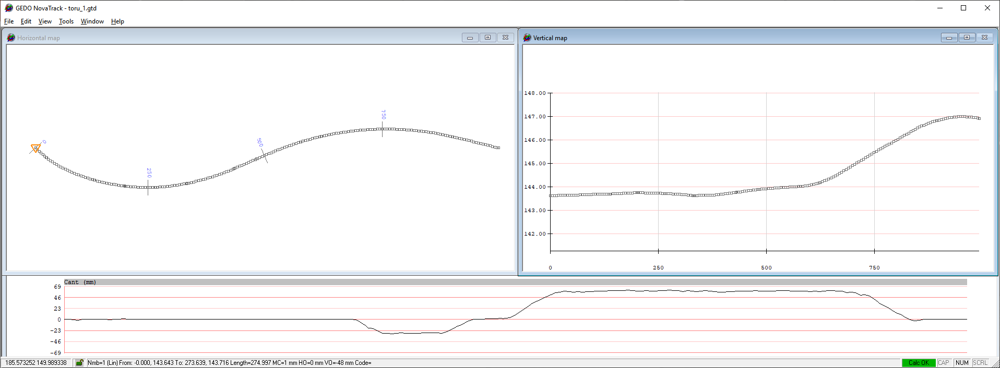 GEDO NovaTrack - toru_1.gtd
File Edit View Tools Window Help
Horizontal map
0
250
500
750
Vertical map
148.00
147.00
146.00
145.00
144.00
143.00
142.00
0 250 500 750
Cant (mm)
69
46
23
0
-23
-46
-69
185.573252 149.989338 Nmb=1 (Lin) From: -0.000, 143.643 To: 273.639, 143.716 Length=274.997 MC=1 mm HO=0 mm VO=-48 mm Code= Calc OK CAP NUM SCRL